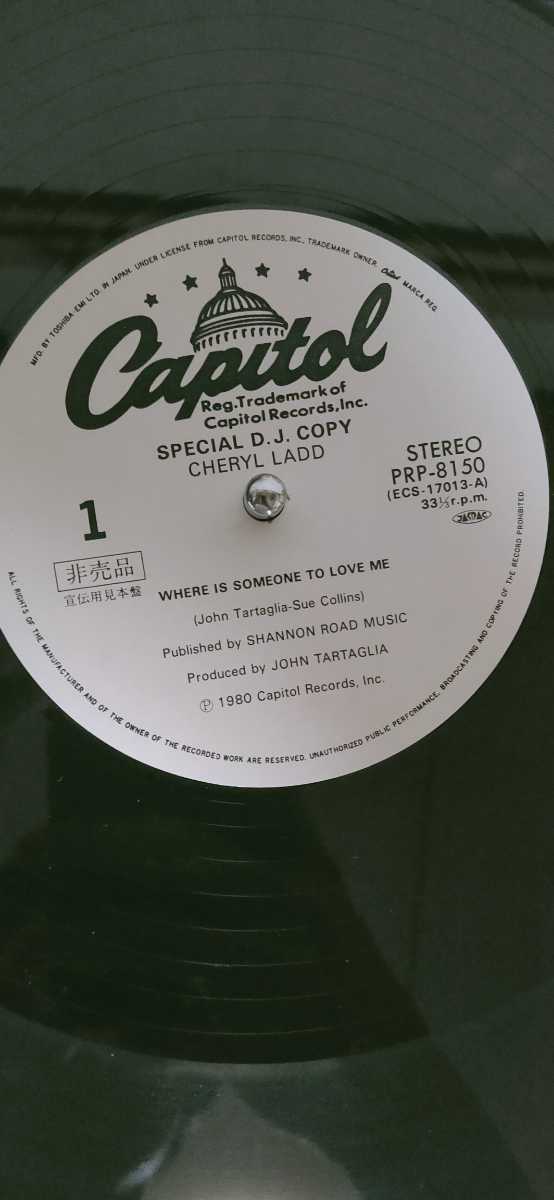 MFD. BY TOSHIBA-EMI LTD. IN JAPAN. UNDER LICENSE FROM CAPITOL RECORDS, INC., TRADEMARK OWNER. Capitol MARCA REG.
Capitol
Reg.Trademark of
Capitol Records,Inc.
SPECIAL D.J. COPY
CHERYL LADD
STEREO
PRP-8150
(ECS-17013-A)
33⅓r.p.m.
JASRAC
1
非売品
宣伝用見本盤
WHERE IS SOMEONE TO LOVE ME
(John Tartaglia-Sue Collins)
Published by SHANNON ROAD MUSIC
Produced by JOHN TARTAGLIA
Ⓟ 1980 Capitol Records, Inc.
ALL RIGHTS OF THE MANUFACTURER AND OF THE OWNER OF THE RECORDED WORK ARE RESERVED. UNAUTHORIZED PUBLIC PERFORMANCE, BROADCASTING AND COPYING OF THE RECORD PROHIBITED.